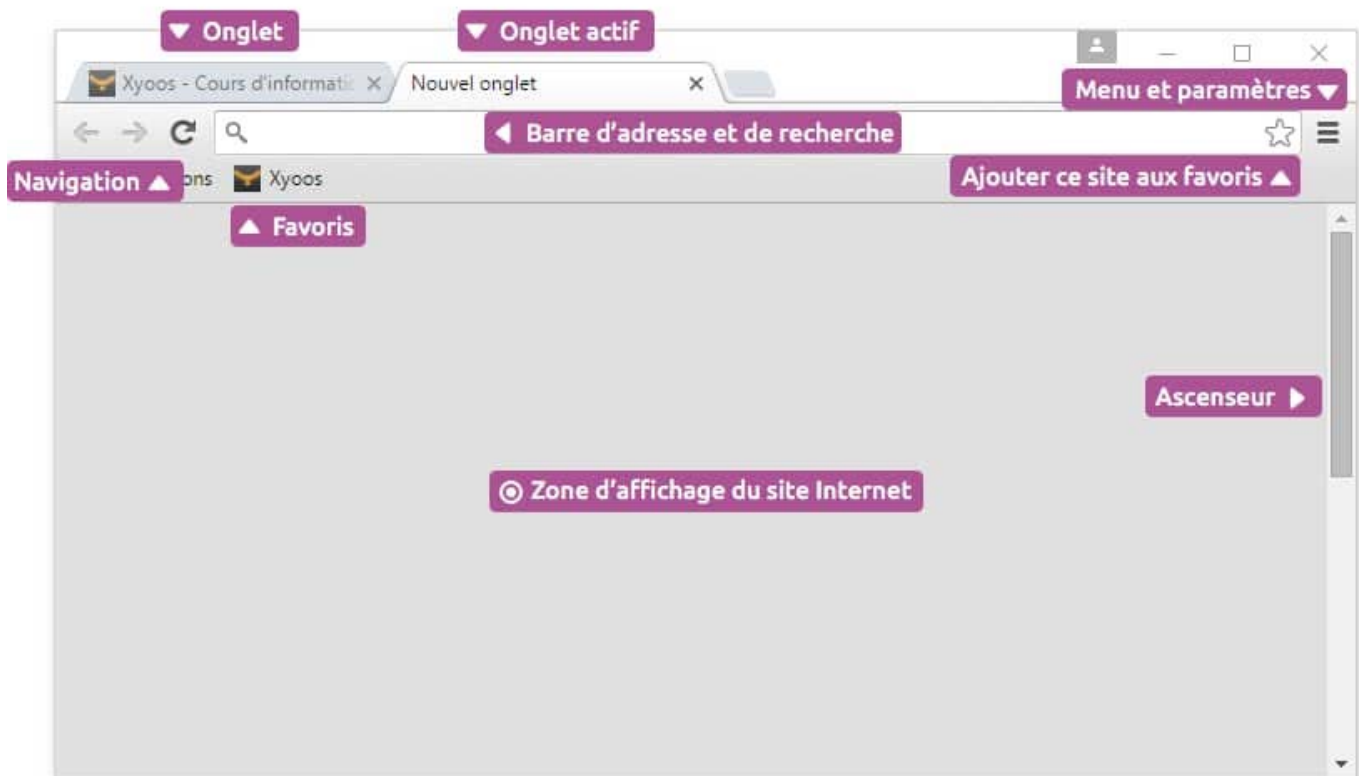 Onglet
Onglet actif
Xyoos - Cours d'informati
Nouvel onglet
Menu et paramètres
Barre d'adresse et de recherche
Navigation
ons
Xyoos
Ajouter ce site aux favoris
Favoris
Ascenseur
Zone d'affichage du site Internet